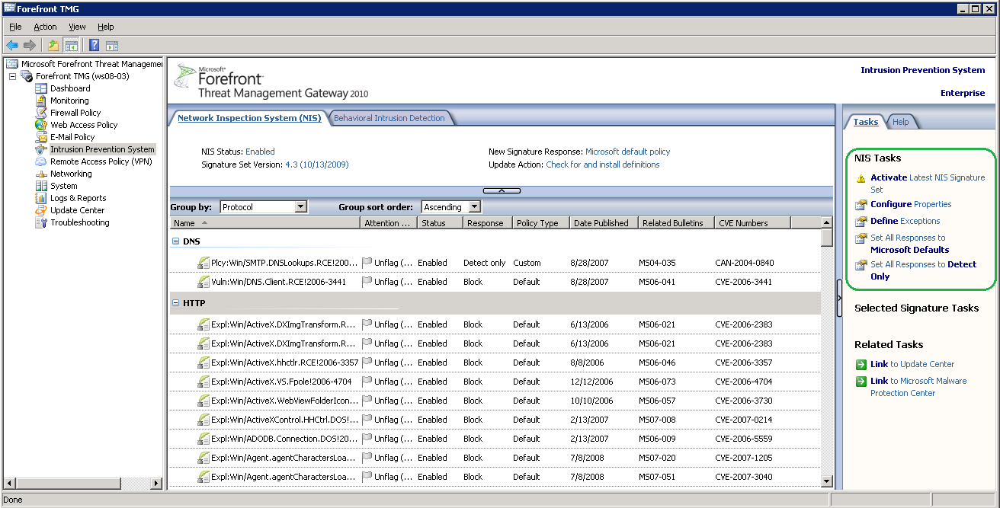 Forefront TMG
File Action View Help
Microsoft Forefront Threat Managemer
Forefront TMG (ws08-03)
Dashboard
Monitoring
Firewall Policy
Web Access Policy
E-Mail Policy
Intrusion Prevention System
Remote Access Policy (VPN)
Networking
System
Logs & Reports
Update Center
Troubleshooting
Microsoft®
Forefront™
Threat Management Gateway 2010
Intrusion Prevention System
Enterprise
Network Inspection System (NIS) Behavioral Intrusion Detection
NIS Status: Enabled New Signature Response: Microsoft default policy
Signature Set Version: 4.3 (10/13/2009) Update Action: Check for and install definitions
Group by: Protocol Group sort order: Ascending
Name Attention ... Status Response Policy Type Date Published Related Bulletins CVE Numbers
DNS
Plcy:Win/SMTP.DNSLookups.RCE!200... Unflag (... Enabled Detect only Custom 8/28/2007 MS04-035 CAN-2004-0840
Vuln:Win/DNS.Client.RCE!2006-3441 Unflag (... Enabled Block Default 8/28/2007 MS06-041 CVE-2006-3441
HTTP
Expl:Win/ActiveX.DXImgTransform.R... Unflag (... Enabled Block Default 6/13/2006 MS06-021 CVE-2006-2383
Expl:Win/ActiveX.DXImgTransform.R... Unflag (... Enabled Block Default 6/13/2006 MS06-021 CVE-2006-2383
Expl:Win/ActiveX.hhctlr.RCE!2006-3357 Unflag (... Enabled Block Default 8/8/2006 MS06-046 CVE-2006-3357
Expl:Win/ActiveX.VS.Fpole!2006-4704 Unflag (... Enabled Block Default 12/12/2006 MS06-073 CVE-2006-4704
Expl:Win/ActiveX.WebViewFolderIcon... Unflag (... Enabled Block Default 10/10/2006 MS06-057 CVE-2006-3730
Expl:Win/ActiveXControl.HHCtrl.DOS!... Unflag (... Enabled Block Default 2/13/2007 MS07-008 CVE-2007-0214
Expl:Win/ADODB.Connection.DOS!20... Unflag (... Enabled Block Default 2/13/2007 MS06-009 CVE-2006-5559
Expl:Win/Agent.agentCharactersLoa... Unflag (... Enabled Block Default 7/8/2008 MS07-020 CVE-2007-1205
Expl:Win/Agent.agentCharactersLoa... Unflag (... Enabled Block Default 7/8/2008 MS07-051 CVE-2007-3040
Tasks Help
NIS Tasks
Activate Latest NIS Signature
Set
Configure Properties
Define Exceptions
Set All Responses to
Microsoft Defaults
Set All Responses to Detect
Only
Selected Signature Tasks
Related Tasks
Link to Update Center
Link to Microsoft Malware
Protection Center
Done